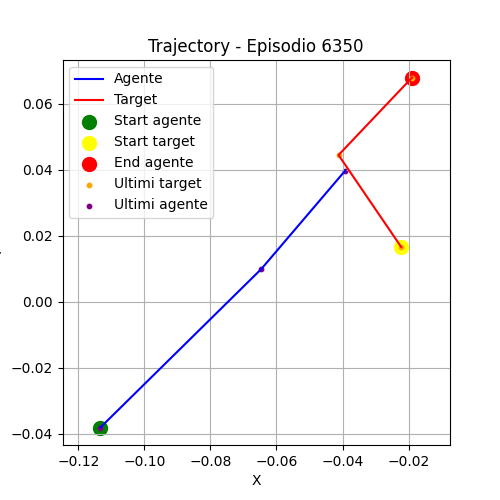 Trajectory - Episodio 6350
Agente
Target
Start agente
Start target
End agente
Ultimi target
Ultimi agente
0.06
0.04
0.02
0.00
−0.02
−0.04
−0.12 −0.10 −0.08 −0.06 −0.04 −0.02
X